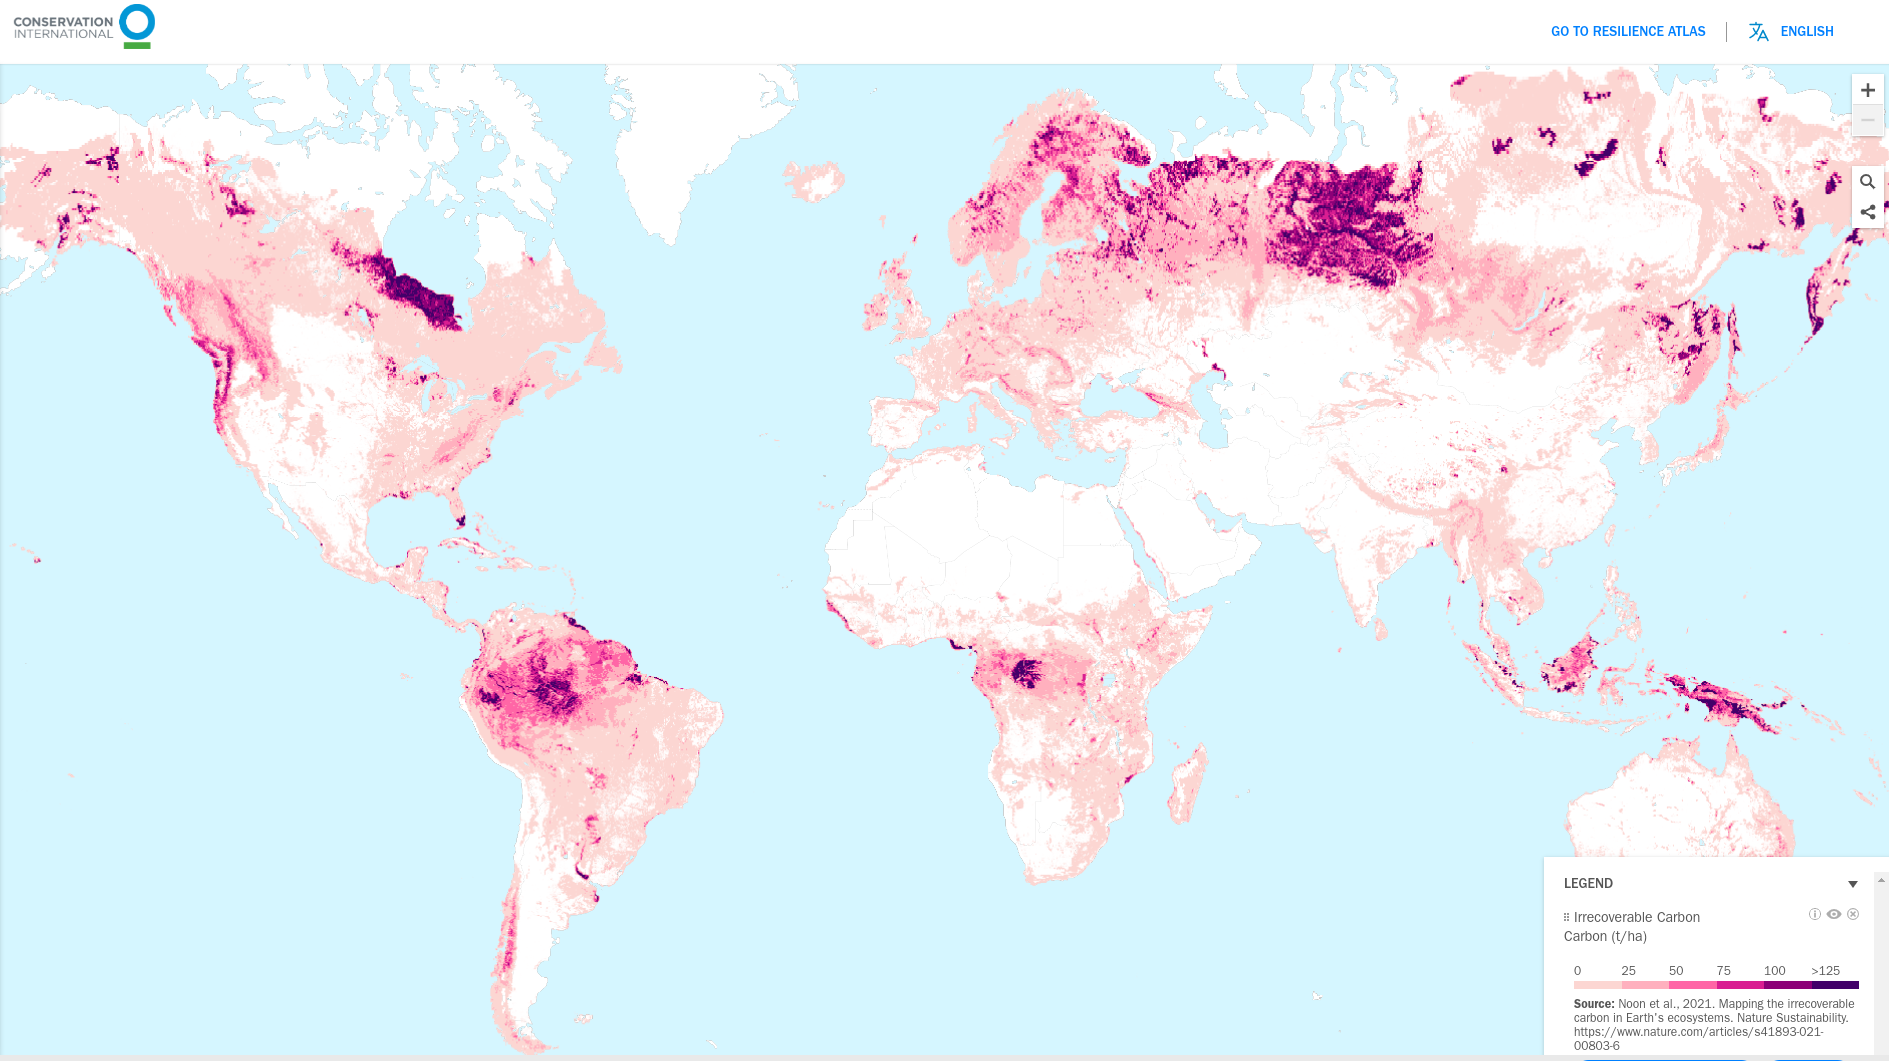 CONSERVATION
INTERNATIONAL
GO TO RESILIENCE ATLAS
ENGLISH
LEGEND
Irrecoverable Carbon
Carbon (t/ha)
0 25 50 75 100 >125
Source: Noon et al., 2021. Mapping the irrecoverable
carbon in Earth's ecosystems. Nature Sustainability.
https://www.nature.com/articles/s41893-021-
00803-6